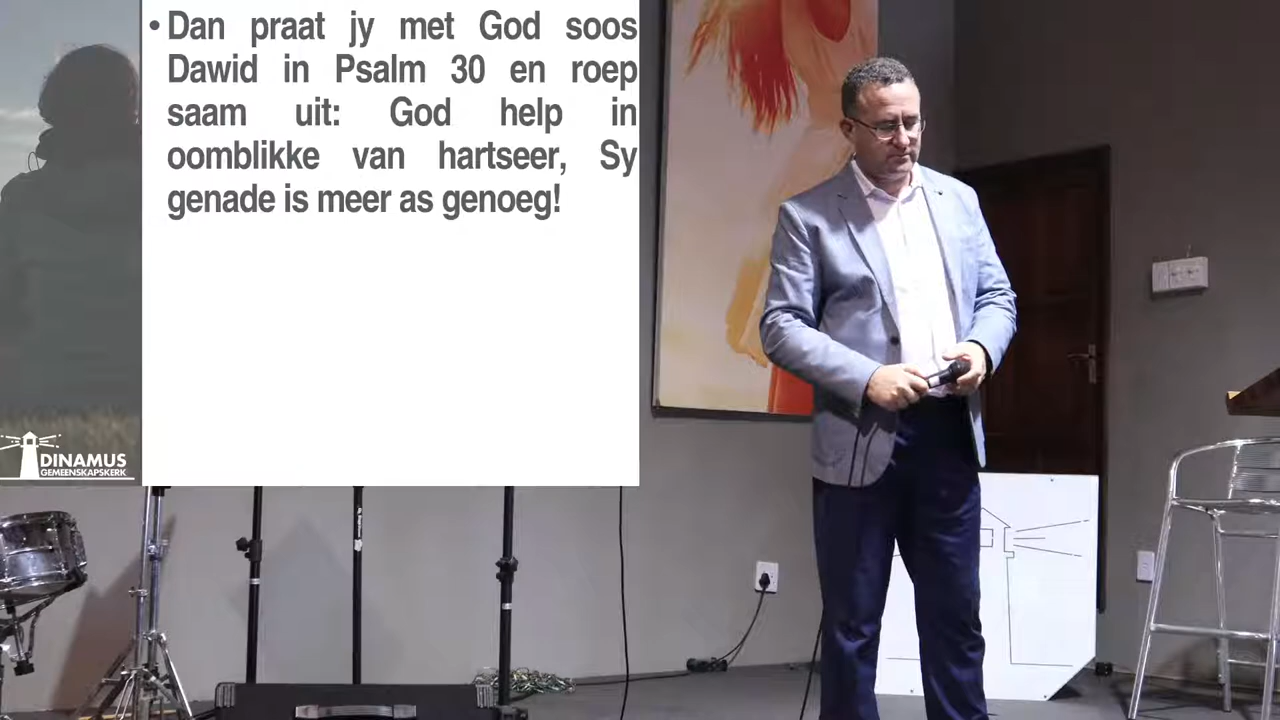 • Dan praat jy met God soos
Dawid in Psalm 30 en roep
saam uit: God help in
oomblikke van hartseer, Sy
genade is meer as genoeg!
DINAMUS
GEMEENSKAPSKERK